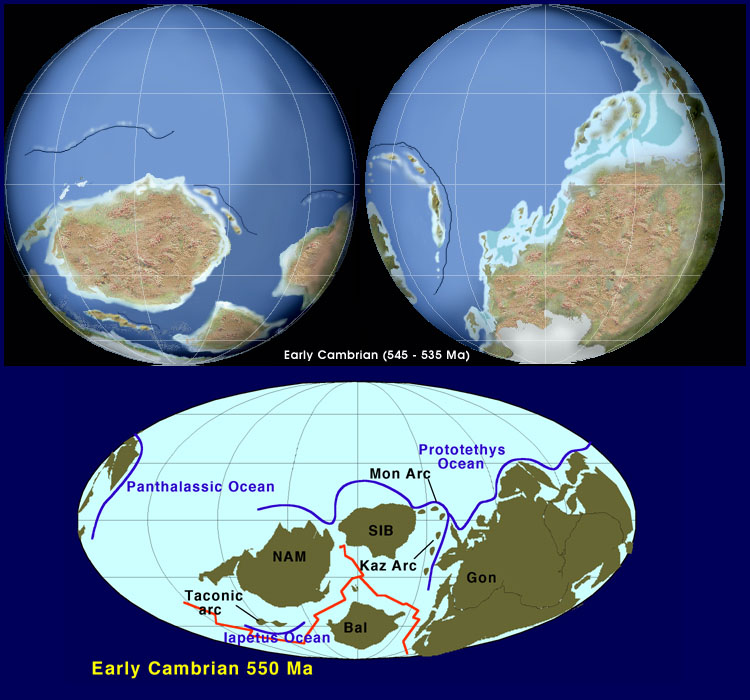 Early Cambrian (545 - 535 Ma)
Prototethys
Ocean
Mon Arc
Panthalassic Ocean
SIB
NAM
Kaz Arc
Gon
Taconic
arc
Bal
Iapetus Ocean
Early Cambrian 550 Ma